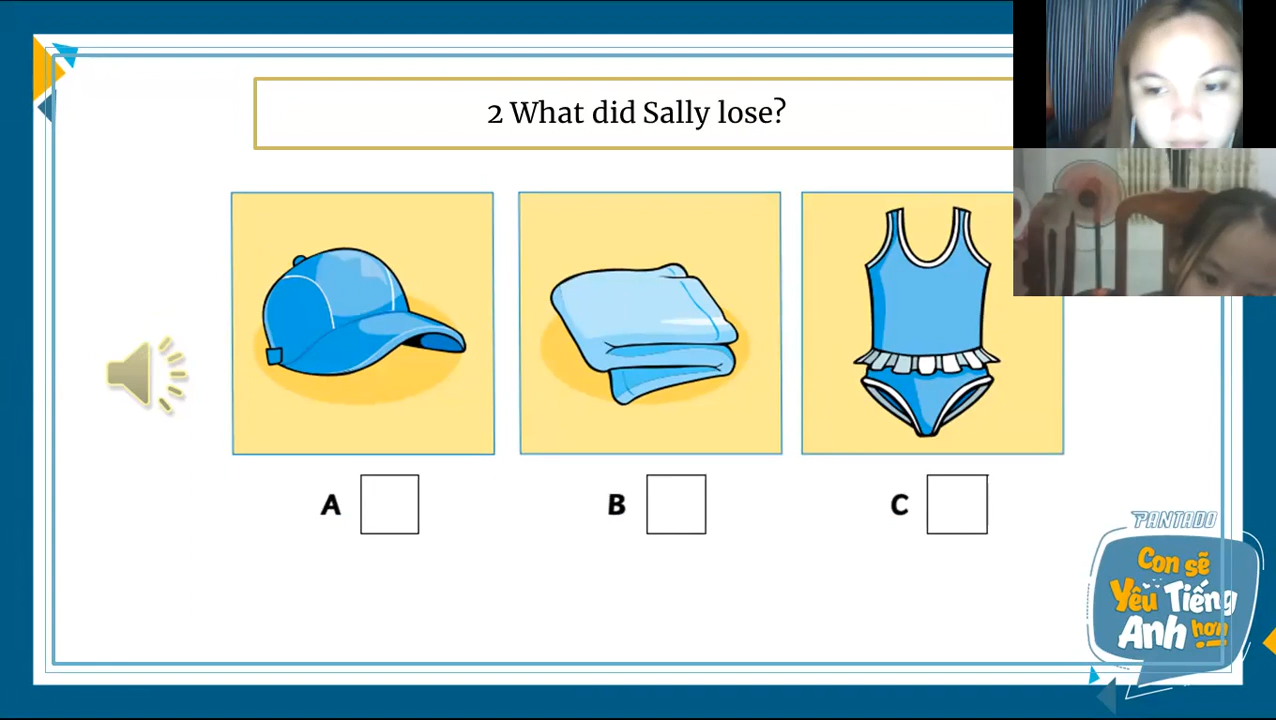 2 What did Sally lose?
A
B
C
PANTADO
Con sẽ
Yêu Tiếng
Anh hơn